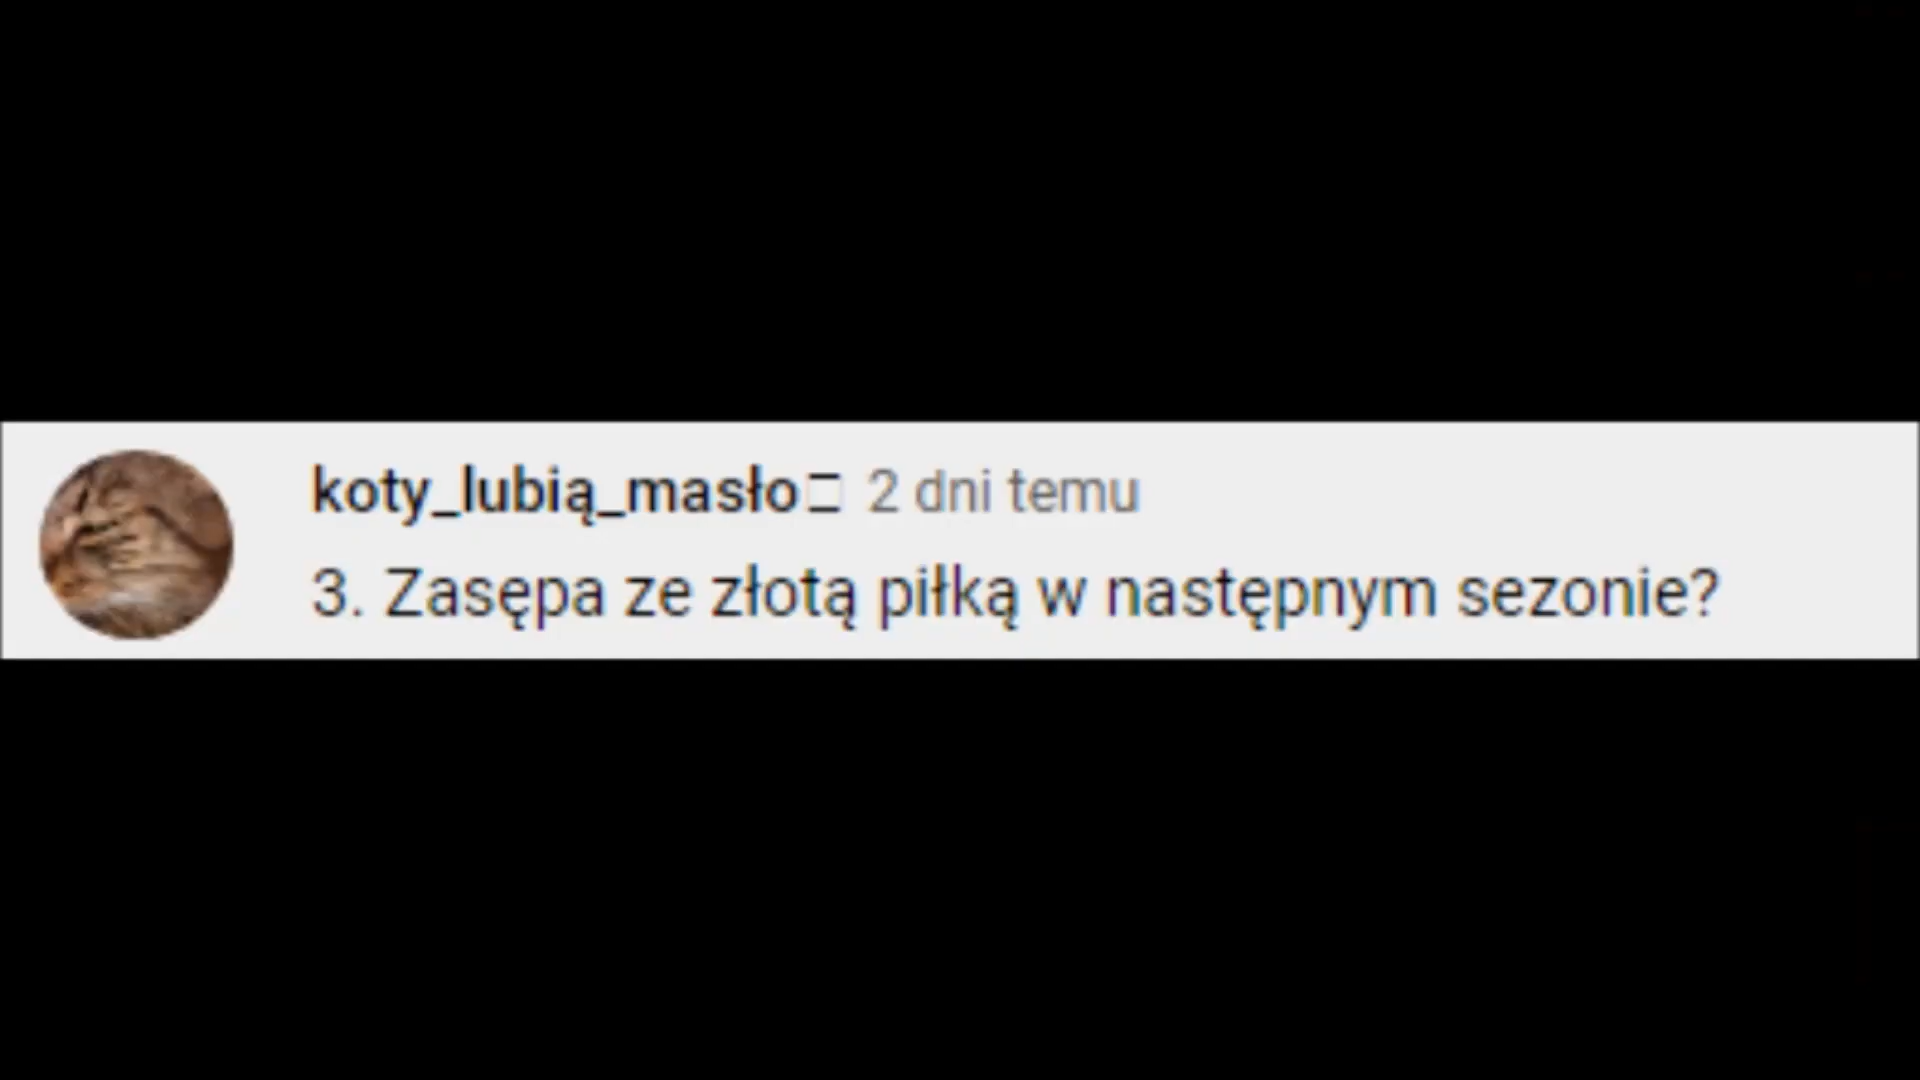 koty_lubią_masło□ 2 dni temu
3. Zasępa ze złotą piłką w następnym sezonie?